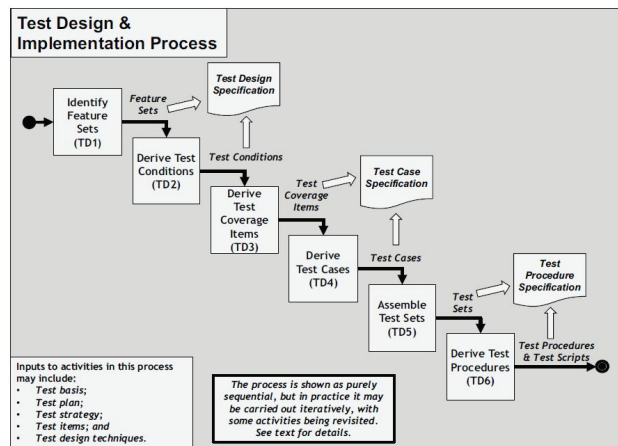 Test Design &
Implementation Process
Identify
Feature
Sets
(TD1)
Feature
Sets
Test Design
Specification
Derive Test
Conditions
(TD2)
Test Conditions
Derive
Test
Coverage
Items
(TD3)
Test
Coverage
Items
Test Case
Specification
Derive
Test Cases
(TD4)
Test Cases
Assemble
Test Sets
(TD5)
Test
Sets
Test
Procedure
Specification
Derive Test
Procedures
(TD6)
Test Procedures
& Test Scripts
Inputs to activities in this process
may include:
• Test basis;
• Test plan;
• Test strategy;
• Test items; and
• Test design techniques.
The process is shown as purely
sequential, but in practice it may
be carried out iteratively, with
some activities being revisited.
See text for details.